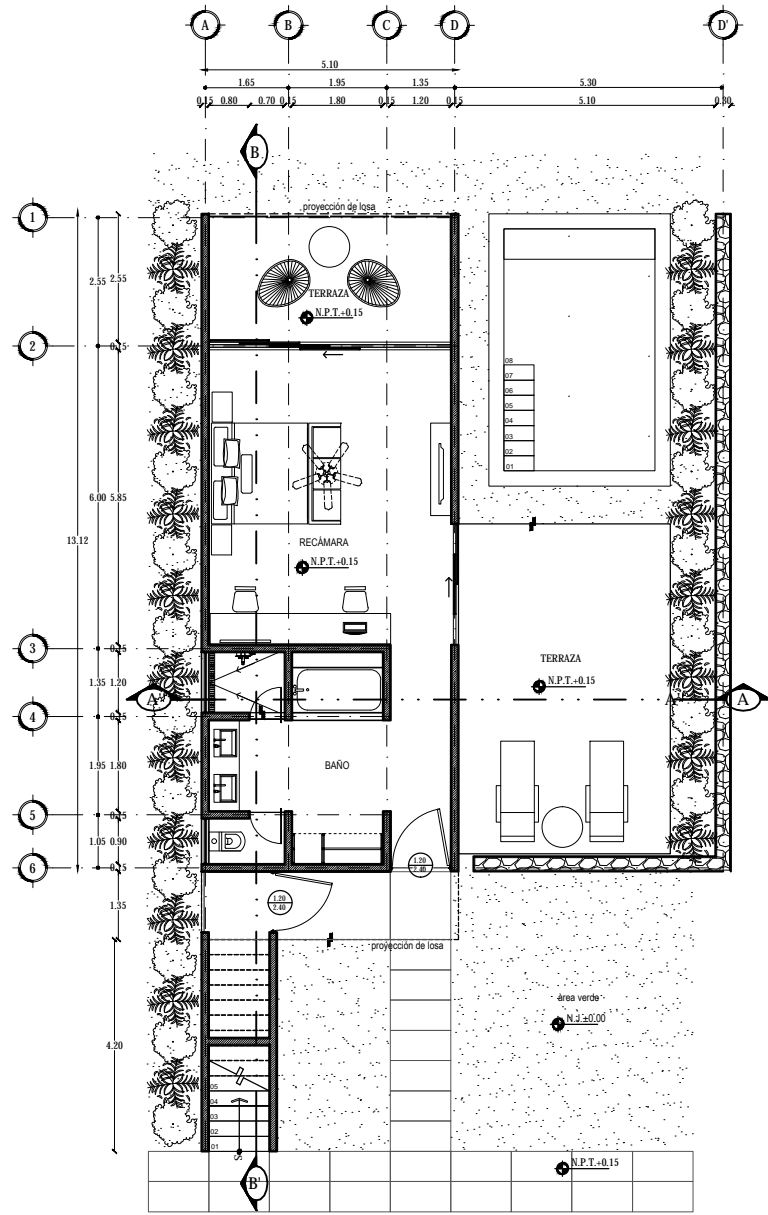 A B C D D'
5.10
1.65 1.95 1.35 5.30
0.15 0.80 0.70 0.15 1.80 0.15 1.20 0.15 5.10 0.30
B
1
proyección de losa
2.55 2.55
TERRAZA
N.P.T.+0.15
2
0.15
08
07
06
05
04
03
02
01
6.00 5.85
13.12
RECÁMARA
N.P.T.+0.15
3
0.15
1.35 1.20
TERRAZA
N.P.T.+0.15
A' A A
4
0.15
1.95 1.80
BAÑO
5
0.15
1.05 0.90
6
0.15
1.20
2.40
1.20
2.40
1.35
proyección de losa
área verde
N.J.±0.00
4.20
05
04
03
02
01
S
N.P.T.+0.15
B'